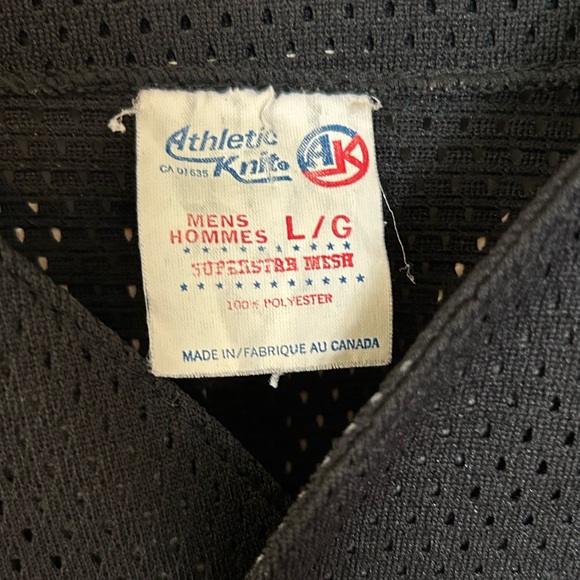 Athletic
CA 01635 Knit
AK
MENS
HOMMES L/G
SUPERSTAR MESH
100% POLYESTER
MADE IN/FABRIQUE AU CANADA